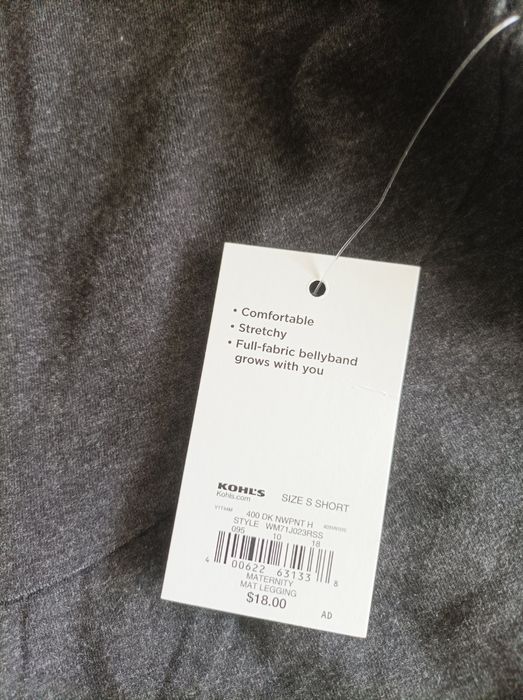 • Comfortable
• Stretchy
• Full-fabric bellyband
grows with you
KOHL'S
Kohls.com
SIZE S SHORT
400 DK NWPNT H
STYLE WM71J023RSS
095 10 18
4 00622 63133 8
MATERNITY
MAT LEGGING
$18.00
AD